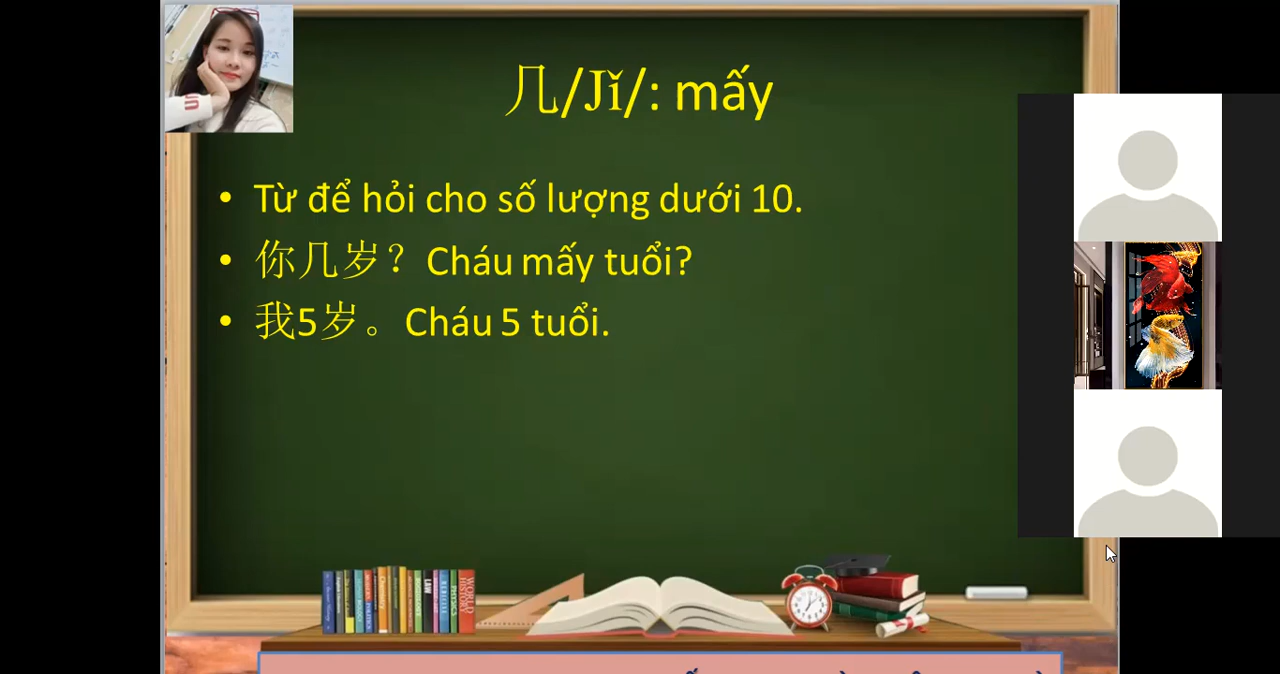 几/Jǐ/: mấy
• Từ để hỏi cho số lượng dưới 10.
• 你几岁？Cháu mấy tuổi?
• 我5岁。Cháu 5 tuổi.